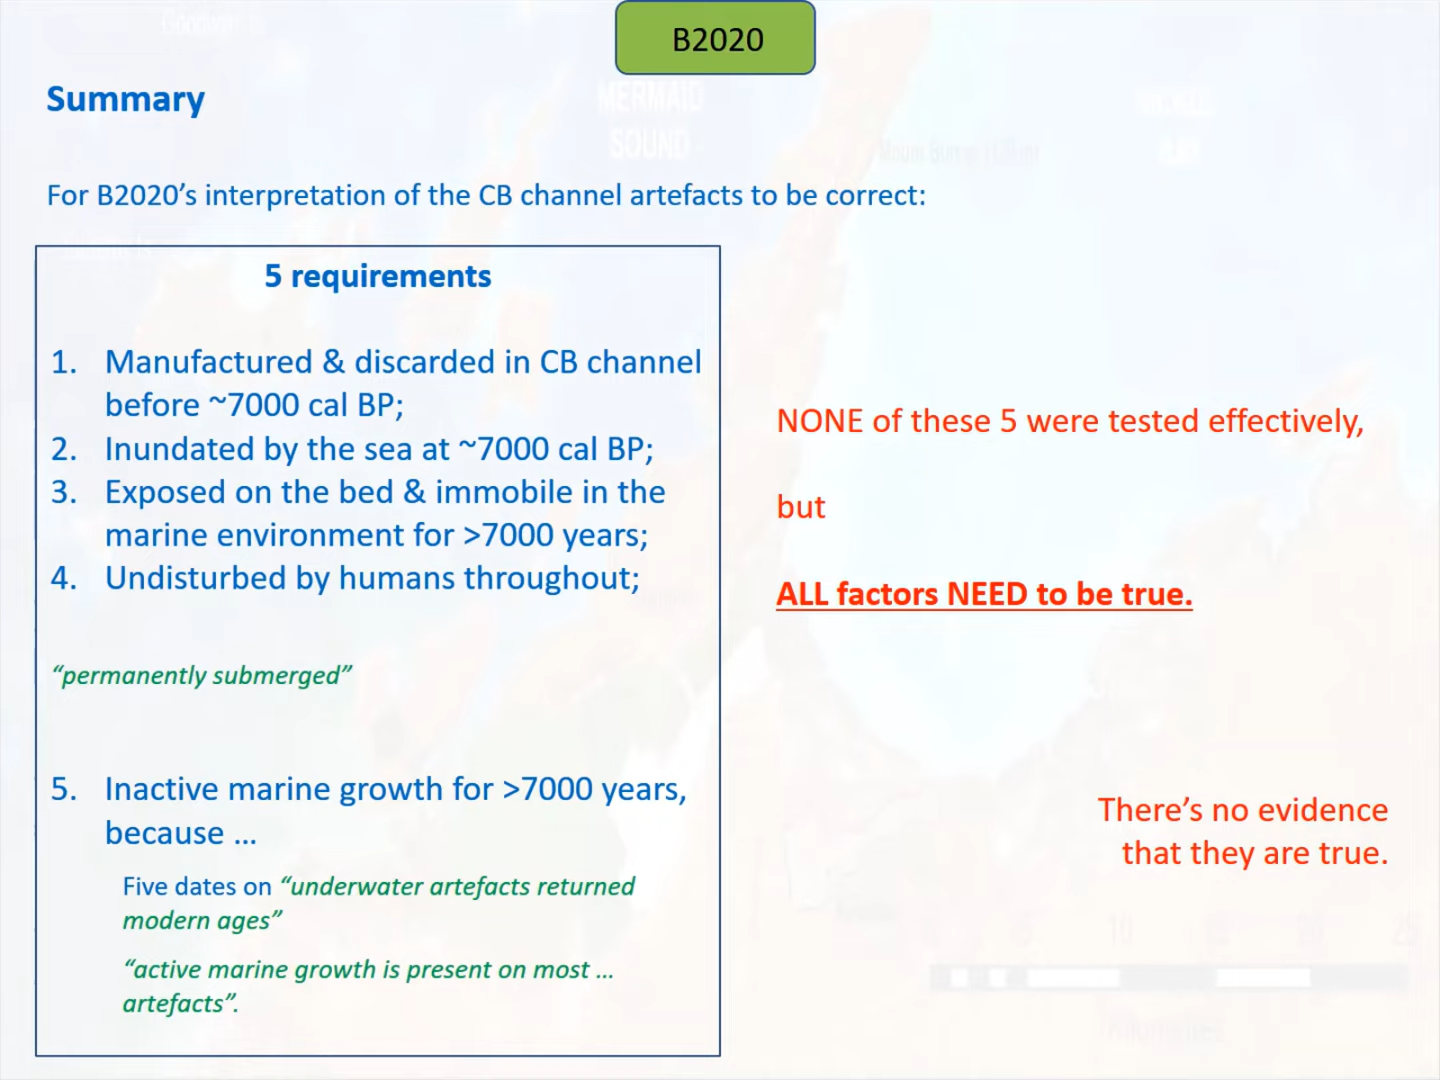 B2020
Summary
MERMAID
SOUND
For B2020’s interpretation of the CB channel artefacts to be correct:
5 requirements
1. Manufactured & discarded in CB channel
before ~7000 cal BP;
2. Inundated by the sea at ~7000 cal BP;
3. Exposed on the bed & immobile in the
marine environment for >7000 years;
4. Undisturbed by humans throughout;
“permanently submerged”
5. Inactive marine growth for >7000 years,
because ...
Five dates on “underwater artefacts returned
modern ages”
“active marine growth is present on most ...
artefacts”.
NONE of these 5 were tested effectively,
but
ALL factors NEED to be true.
There’s no evidence
that they are true.
10
25